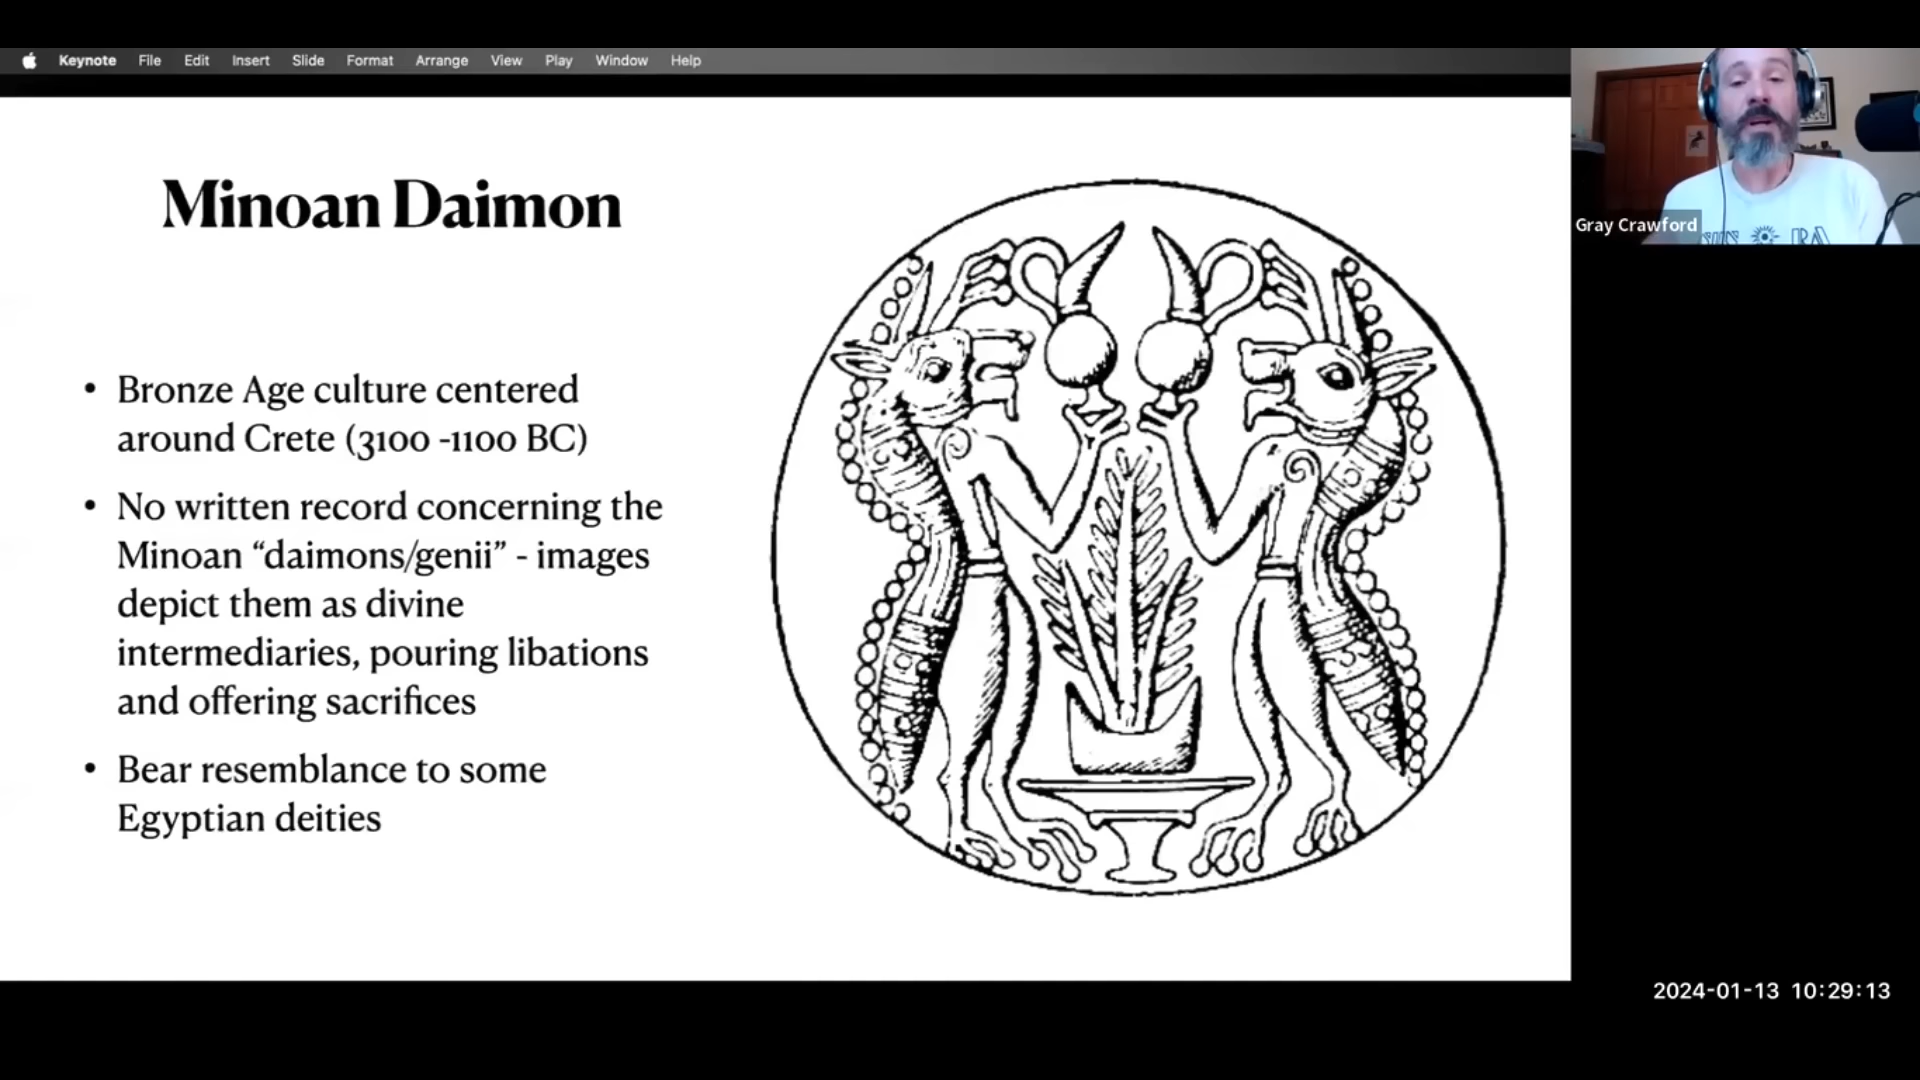 Keynote File Edit Insert Slide Format Arrange View Play Window Help
Minoan Daimon
• Bronze Age culture centered
around Crete (3100 -1100 BC)
• No written record concerning the
Minoan “daimons/genii” - images
depict them as divine
intermediaries, pouring libations
and offering sacrifices
• Bear resemblance to some
Egyptian deities
Gray Crawford
2024-01-13 10:29:13